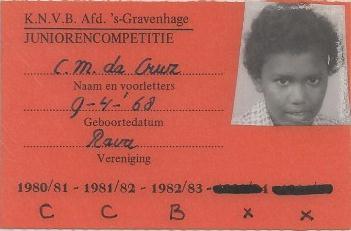 K.N.V.B. Afd. 's-Gravenhage
JUNIORENCOMPETITIE
C. M. da Cruz
Naam en voorletters
9-4-'68
Geboortedatum
Rava
Vereniging
1980/81 - 1981/82 - 1982/83 -
C C B x x